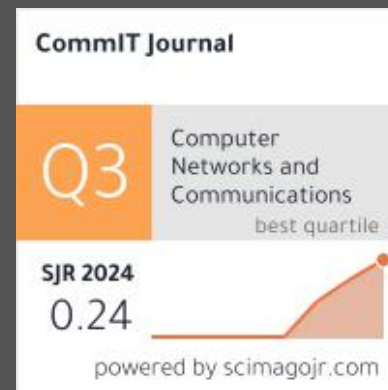 CommIT Journal
Q3
Computer
Networks and
Communications
best quartile
SJR 2024
0.24
powered by scimagojr.com